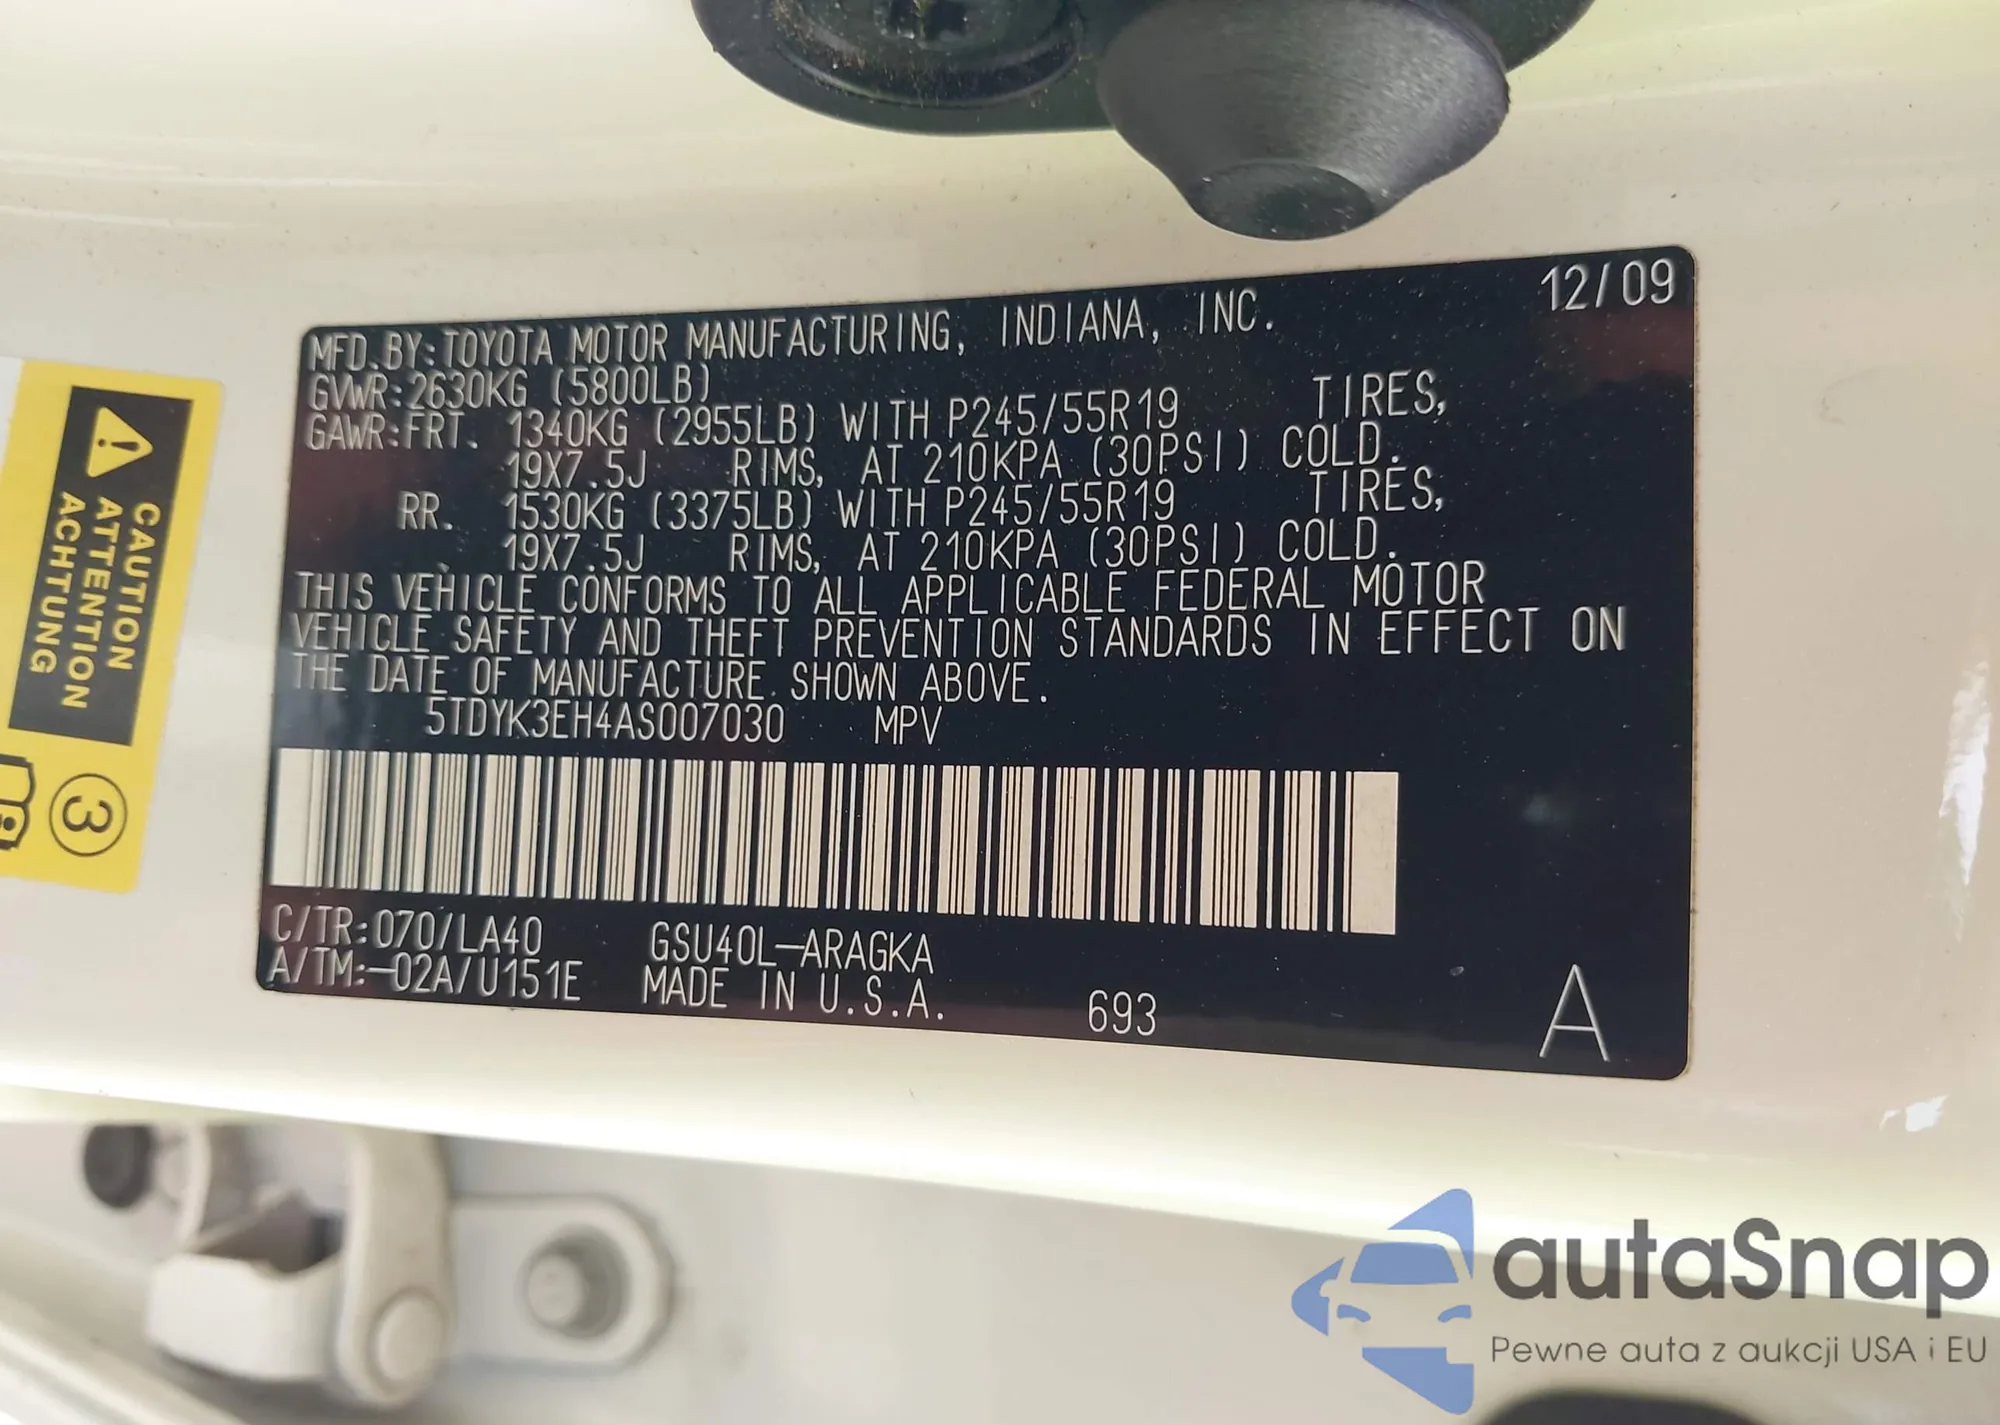 12/09
MFD.BY:TOYOTA MOTOR MANUFACTURING, INDIANA, INC.
GVWR:2630KG (5800LB)
GAWR:FRT. 1340KG (2955LB) WITH P245/55R19 TIRES,
19X7.5J RIMS, AT 210KPA (30PSI) COLD.
RR. 1530KG (3375LB) WITH P245/55R19 TIRES,
19X7.5J RIMS, AT 210KPA (30PSI) COLD.
THIS VEHICLE CONFORMS TO ALL APPLICABLE FEDERAL MOTOR
VEHICLE SAFETY AND THEFT PREVENTION STANDARDS IN EFFECT ON
THE DATE OF MANUFACTURE SHOWN ABOVE.
5TDYK3EH4AS007030 MPV
C/TR:070/LA40 GSU40L-ARAGKA
A/TM:-02A/U151E MADE IN U.S.A.
693
A
CAUTION
ATTENTION
ACHTUNG
3
autaSnap
Pewne auta z aukcji USA i EU